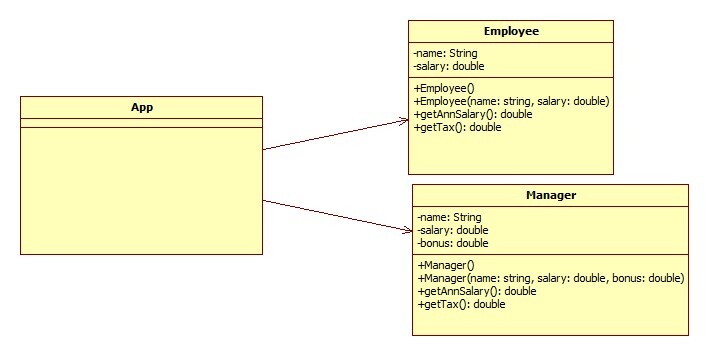 App
Employee
-name: String
-salary: double
+Employee()
+Employee(name: string, salary: double)
+getAnnSalary(): double
+getTax(): double
Manager
-name: String
-salary: double
-bonus: double
+Manager()
+Manager(name: string, salary: double, bonus: double)
+getAnnSalary(): double
+getTax(): double